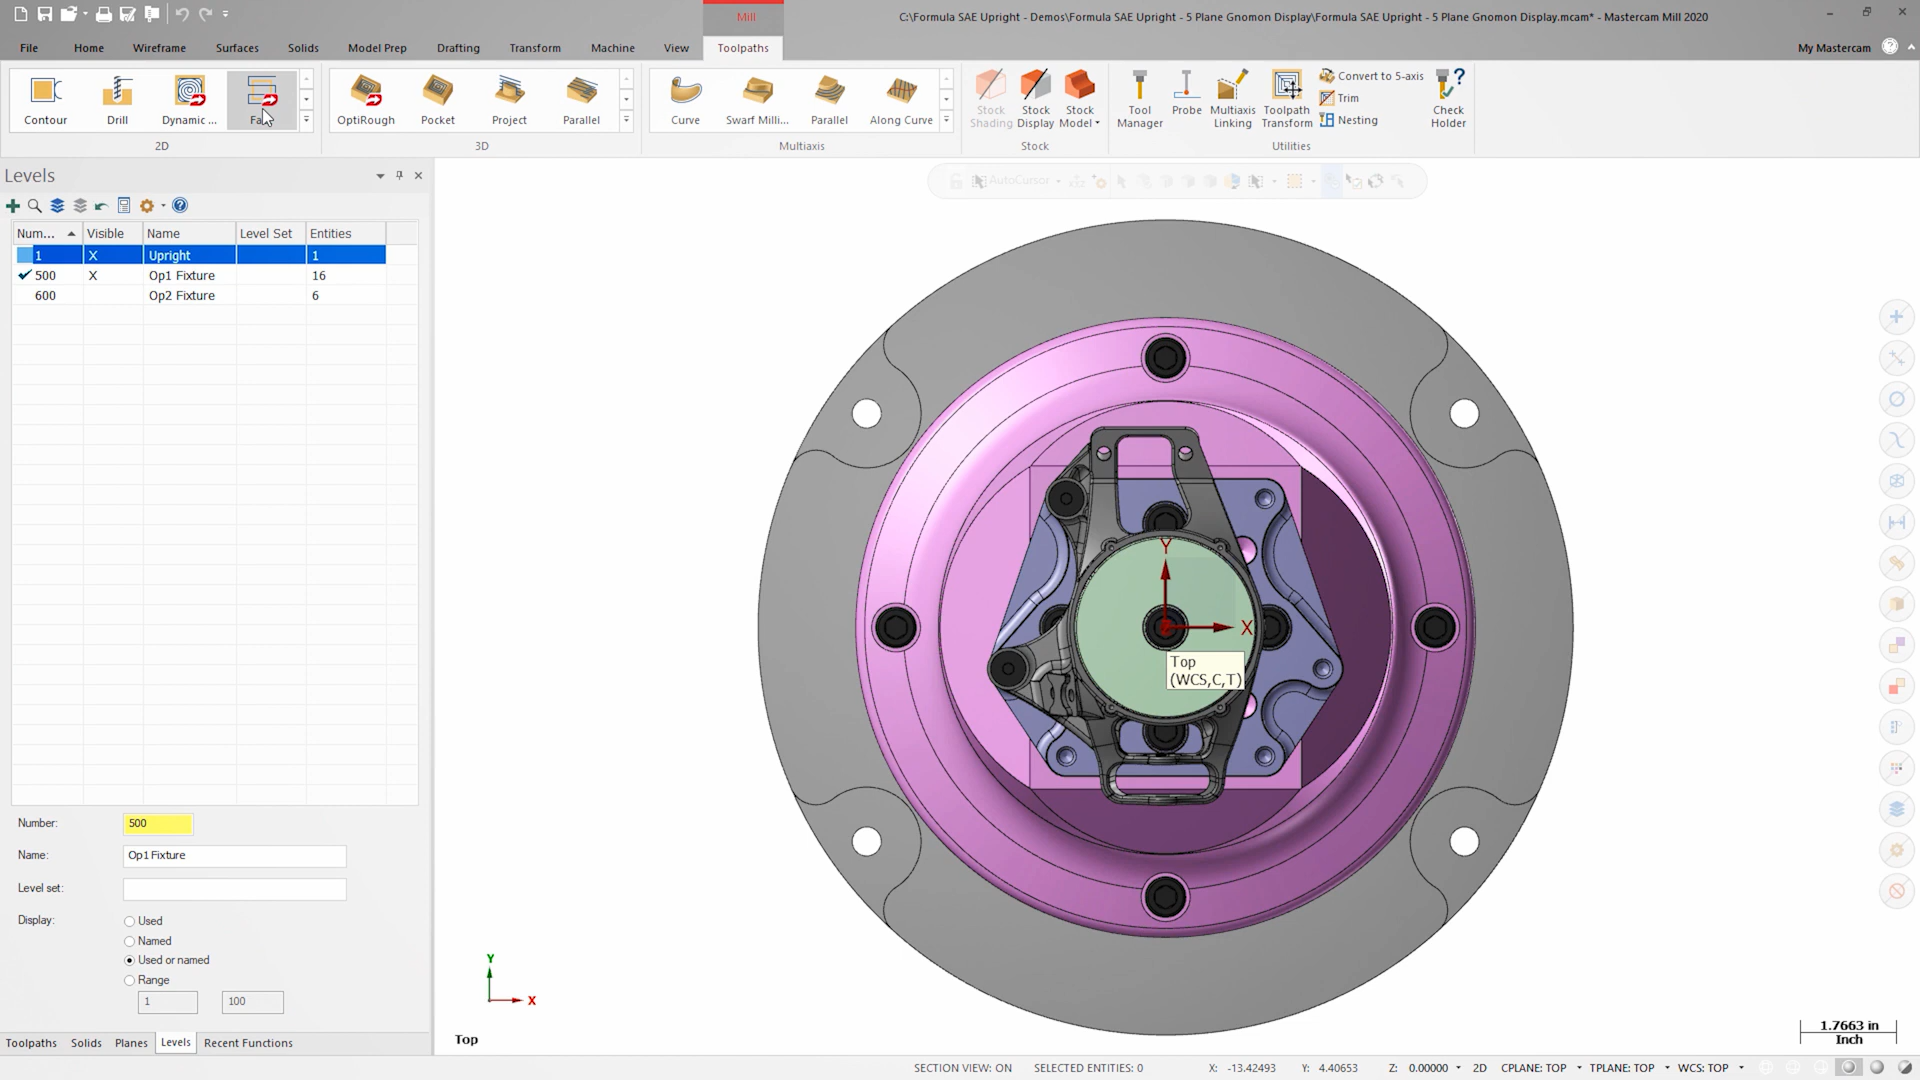 Mill
C:\Formula SAE Upright - Demos\Formula SAE Upright - 5 Plane Gnomon Display\Formula SAE Upright - 5 Plane Gnomon Display.mcam* - Mastercam Mill 2020
File Home Wireframe Surfaces Solids Model Prep Drafting Transform Machine View Toolpaths My Mastercam
Contour Drill Dynamic ... OptiRough Pocket Project Parallel Curve Swarf Milli... Parallel Along Curve
Stock Shading Stock Display Stock Model Tool Manager Probe Multiaxis Linking Toolpath Transform
Convert to 5-axis
Trim
Nesting
Check Holder
2D 3D Multiaxis Stock Utilities
Levels
AutoCursor
Num... Visible Name Level Set Entities
1 X Upright 1
500 X Op1 Fixture 16
600 Op2 Fixture 6
Y
X
Top
(WCS,C,T)
Number: 500
Name: Op1 Fixture
Level set:
Display: Used
Named
Used or named
Range
1 100
Y
X
Top
1.7663 in
Inch
Toolpaths Solids Planes Levels Recent Functions
SECTION VIEW: ON SELECTED ENTITIES: 0 X: -13.42493 Y: 4.40653 Z: 0.00000 2D CPLANE: TOP TPLANE: TOP WCS: TOP